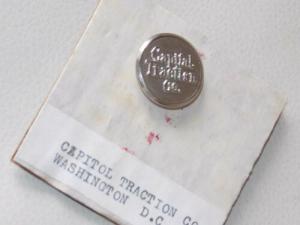 Capital
Traction
Co.
CAPITOL TRACTION CO
WASHINGTON D.C.